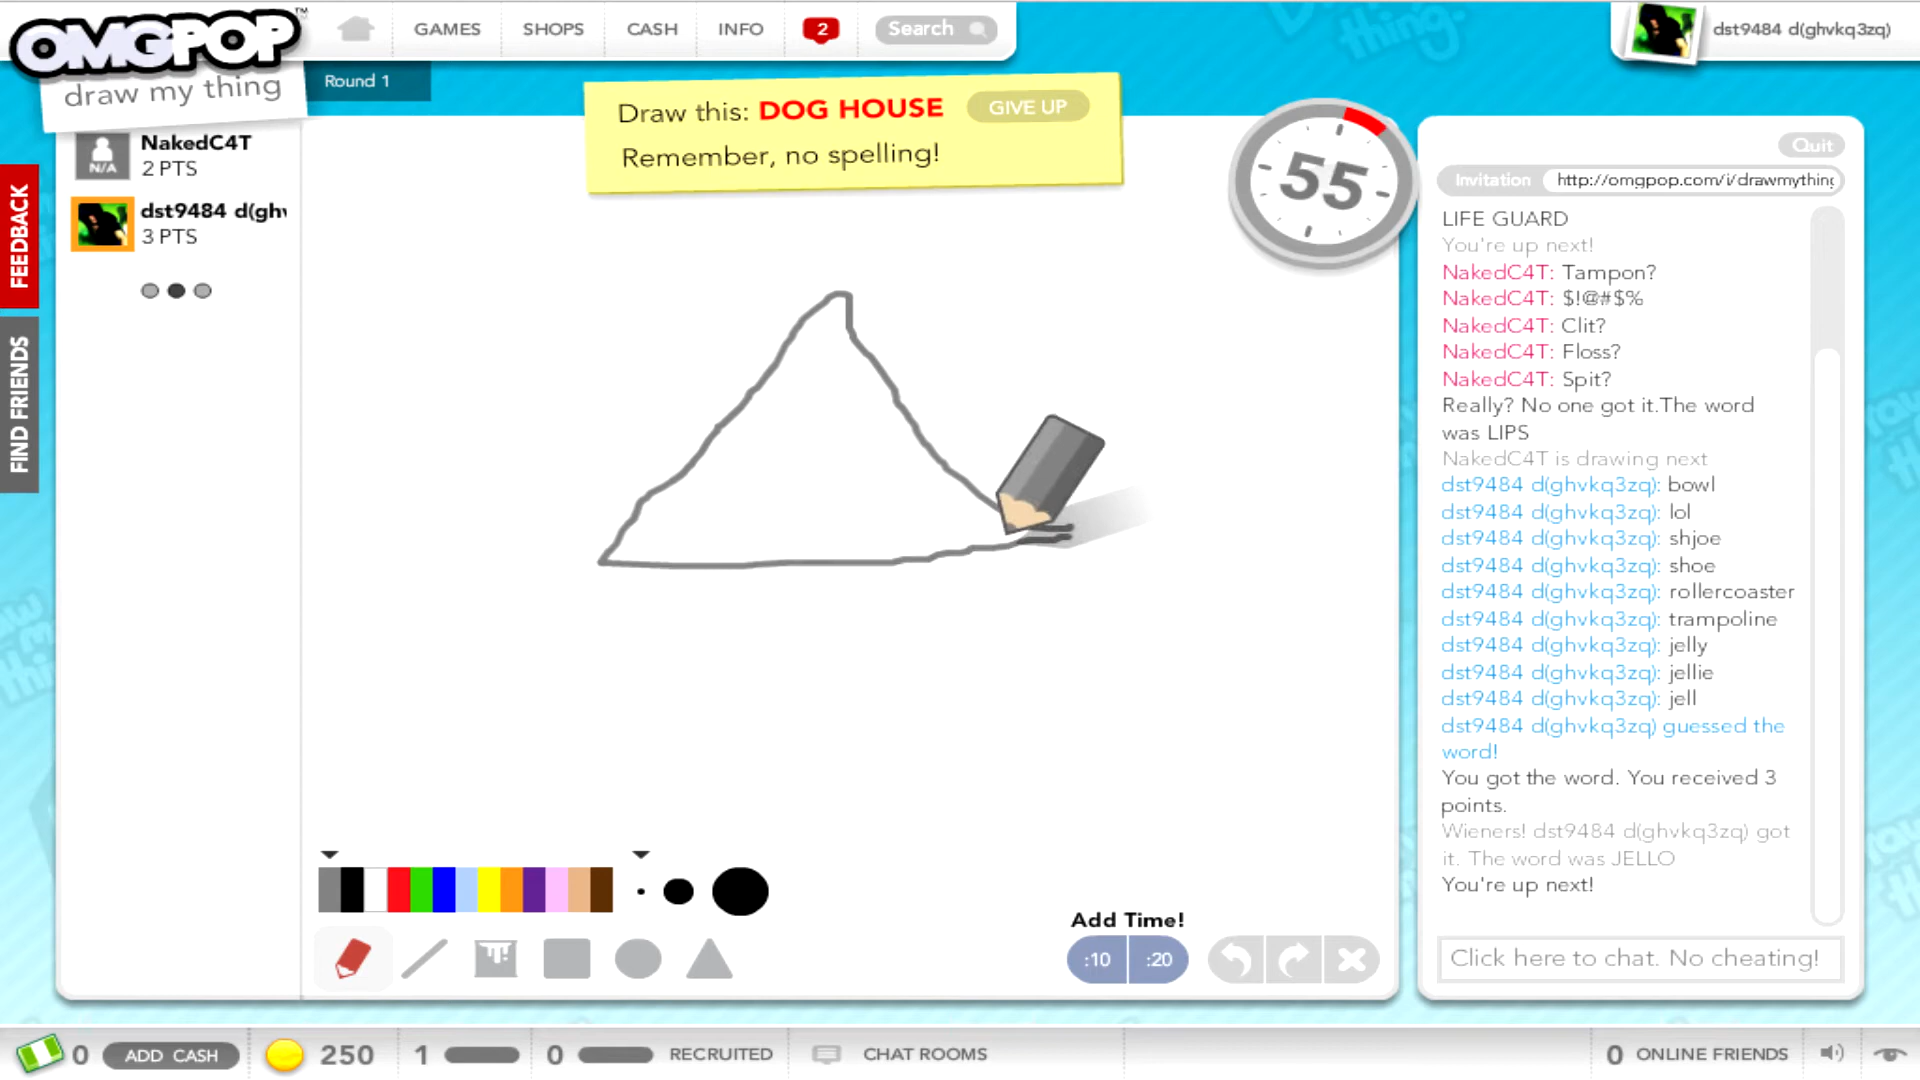 OMGPOP™
draw my thing
GAMES
SHOPS
CASH
INFO
2
Search
dst9484 d(ghvkq3zq)
Round 1
Draw this: DOG HOUSE
GIVE UP
Remember, no spelling!
55
FEEDBACK
FIND FRIENDS
N/A
NakedC4T
2 PTS
dst9484 d(ghv
3 PTS
Quit
Invitation
http://omgpop.com/i/drawmything
LIFE GUARD
You're up next!
NakedC4T: Tampon?
NakedC4T: $!@#$%
NakedC4T: Clit?
NakedC4T: Floss?
NakedC4T: Spit?
Really? No one got it.The word
was LIPS
NakedC4T is drawing next
dst9484 d(ghvkq3zq): bowl
dst9484 d(ghvkq3zq): lol
dst9484 d(ghvkq3zq): shjoe
dst9484 d(ghvkq3zq): shoe
dst9484 d(ghvkq3zq): rollercoaster
dst9484 d(ghvkq3zq): trampoline
dst9484 d(ghvkq3zq): jelly
dst9484 d(ghvkq3zq): jellie
dst9484 d(ghvkq3zq): jell
dst9484 d(ghvkq3zq) guessed the
word!
You got the word. You received 3
points.
Wieners! dst9484 d(ghvkq3zq) got
it. The word was JELLO
You're up next!
Click here to chat. No cheating!
Add Time!
:10
:20
0
ADD CASH
250
1
0
RECRUITED
CHAT ROOMS
0
ONLINE FRIENDS